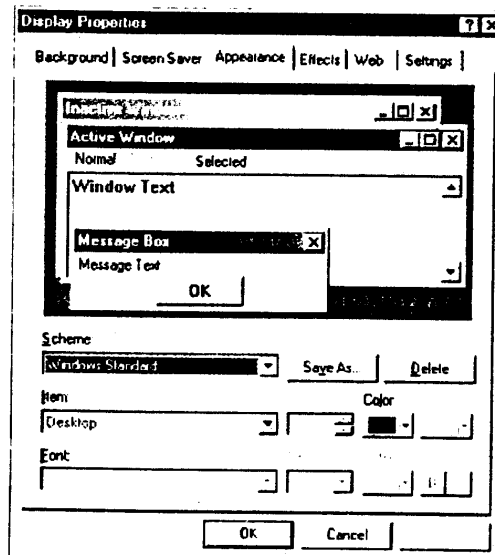 Display Properties
Background Screen Saver Appearance Effects Web Settings
Inactive
Active Window
Normal Selected
Window Text
Message Box
Message Text
OK
Scheme
Windows Standard
Save As... Delete
Item Color
Desktop
Font
OK Cancel